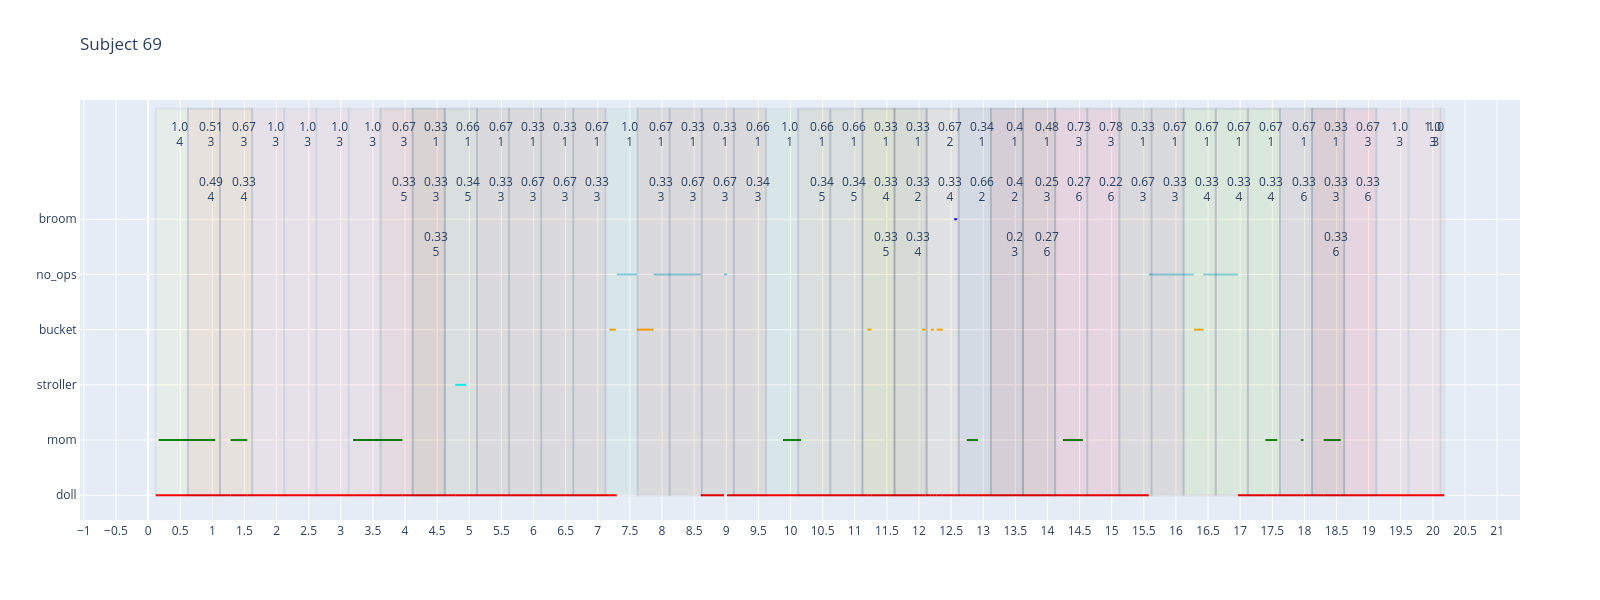 Subject 69
1.0 0.51 0.67 1.0 1.0 1.0 1.0 0.67 0.33 0.66 0.67 0.33 0.33 0.67 1.0 0.67 0.33 0.33 0.66 1.0 0.66 0.66 0.33 0.33 0.67 0.34 0.4 0.48 0.73 0.78 0.33 0.67 0.67 0.67 0.67 0.67 0.33 0.67 1.0 1.0 1.0
4 3 3 3 3 3 3 3 1 1 1 1 1 1 1 1 1 1 1 1 1 1 1 1 2 1 1 1 3 3 1 1 1 1 1 1 1 3 3 3 3
0.49 0.33 0.33 0.33 0.34 0.33 0.67 0.67 0.33 0.33 0.67 0.67 0.34 0.34 0.34 0.33 0.33 0.33 0.66 0.4 0.25 0.27 0.22 0.67 0.33 0.33 0.33 0.33 0.33 0.33 0.33
4 4 5 3 5 3 3 3 3 3 3 3 3 5 5 4 2 4 2 2 3 6 6 3 3 4 4 4 6 3 6
broom
0.33 0.33 0.33 0.2 0.27 0.33
5 5 4 3 6 6
no_ops
bucket
stroller
mom
doll
−1 −0.5 0 0.5 1 1.5 2 2.5 3 3.5 4 4.5 5 5.5 6 6.5 7 7.5 8 8.5 9 9.5 10 10.5 11 11.5 12 12.5 13 13.5 14 14.5 15 15.5 16 16.5 17 17.5 18 18.5 19 19.5 20 20.5 21